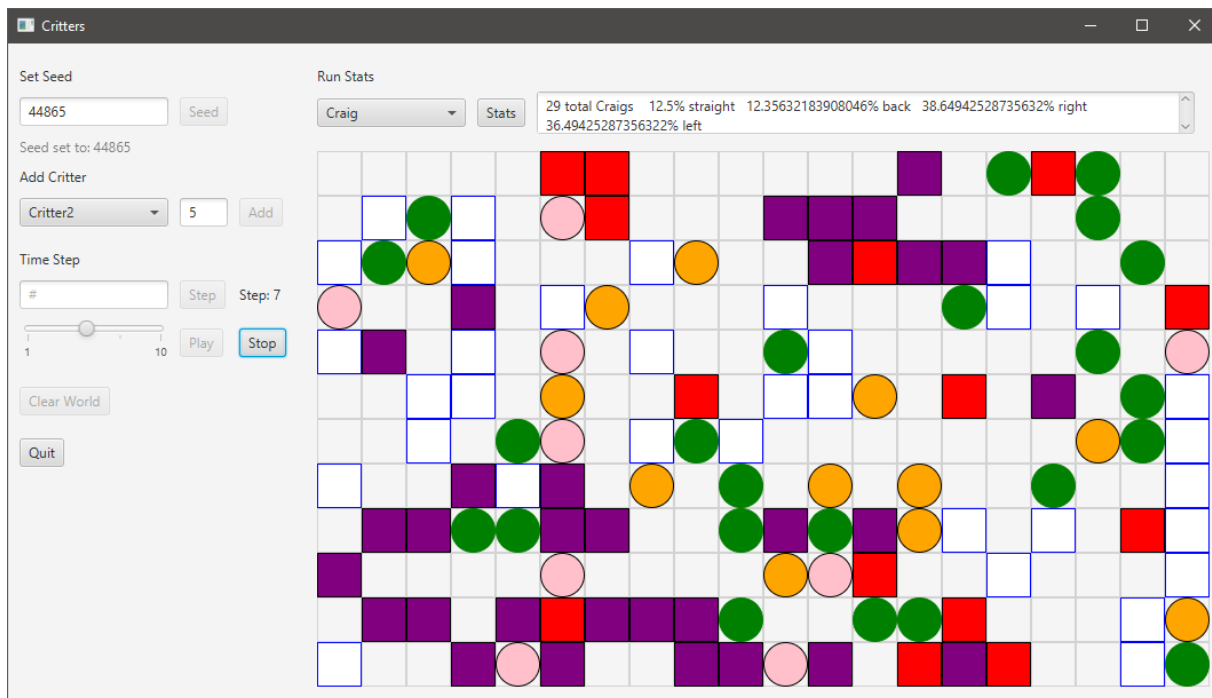 Critters
Set Seed
44865
Seed
Seed set to: 44865
Add Critter
Critter2
5
Add
Time Step
#
Step
Step: 7
1
10
Play
Stop
Clear World
Quit
Run Stats
Craig
Stats
29 total Craigs 12.5% straight 12.35632183908046% back 38.64942528735632% right
36.49425287356322% left